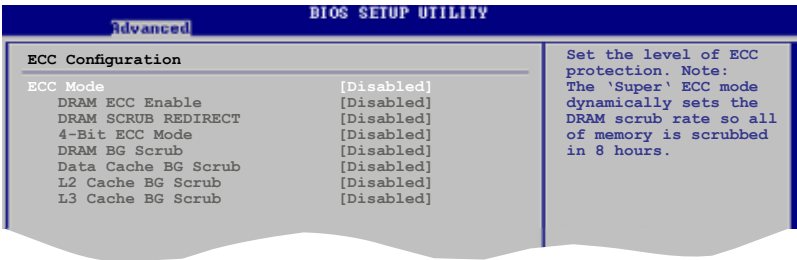 BIOS SETUP UTILITY
Advanced
ECC Configuration
ECC Mode [Disabled]
DRAM ECC Enable [Disabled]
DRAM SCRUB REDIRECT [Disabled]
4-Bit ECC Mode [Disabled]
DRAM BG Scrub [Disabled]
Data Cache BG Scrub [Disabled]
L2 Cache BG Scrub [Disabled]
L3 Cache BG Scrub [Disabled]
Set the level of ECC
protection. Note:
The ‘Super‘ ECC mode
dynamically sets the
DRAM scrub rate so all
of memory is scrubbed
in 8 hours.